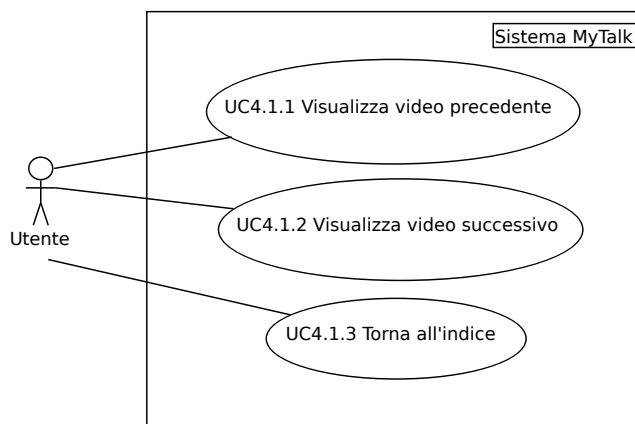 Sistema MyTalk
UC4.1.1 Visualizza video precedente
UC4.1.2 Visualizza video successivo
Utente
UC4.1.3 Torna all'indice